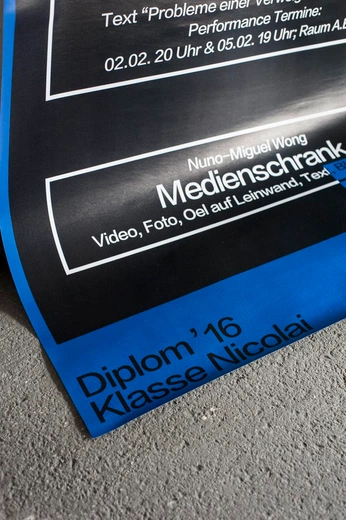 Text “Probleme einer
Performance Termine:
02.02. 20 Uhr & 05.02. 19 Uhr; Raum
Nuno–Miguel Wong
Medienschrank
Video, Foto, Oel auf Leinwand, Text
Diplom’16
Klasse Nicolai